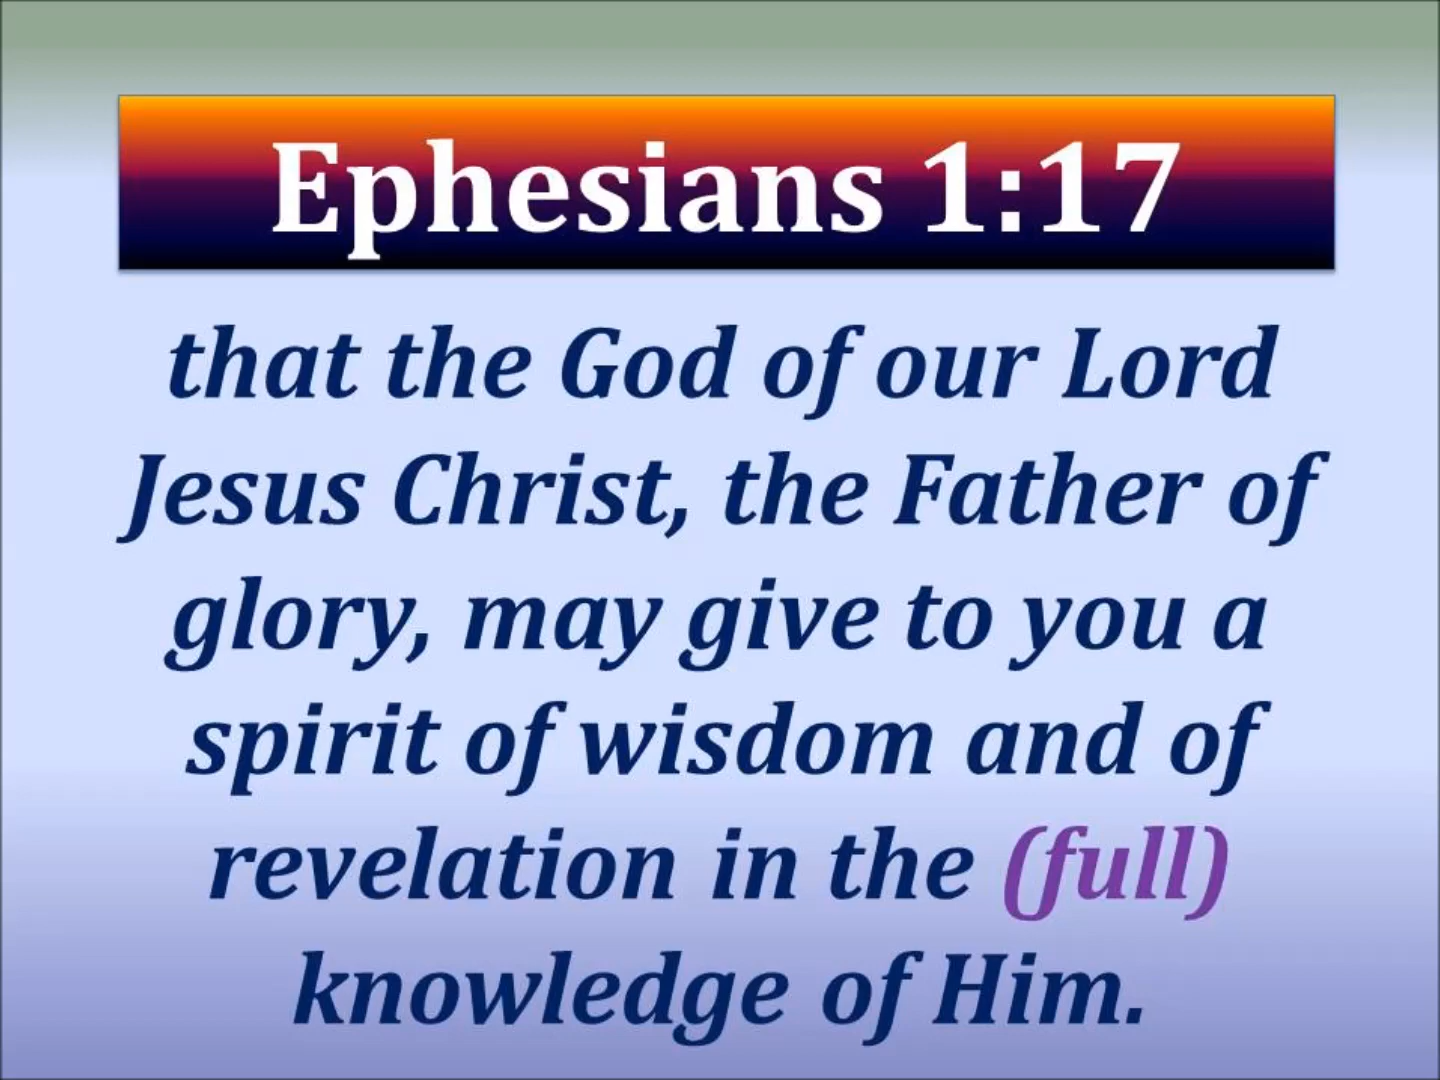 Ephesians 1:17
that the God of our Lord
Jesus Christ, the Father of
glory, may give to you a
spirit of wisdom and of
revelation in the (full)
knowledge of Him.